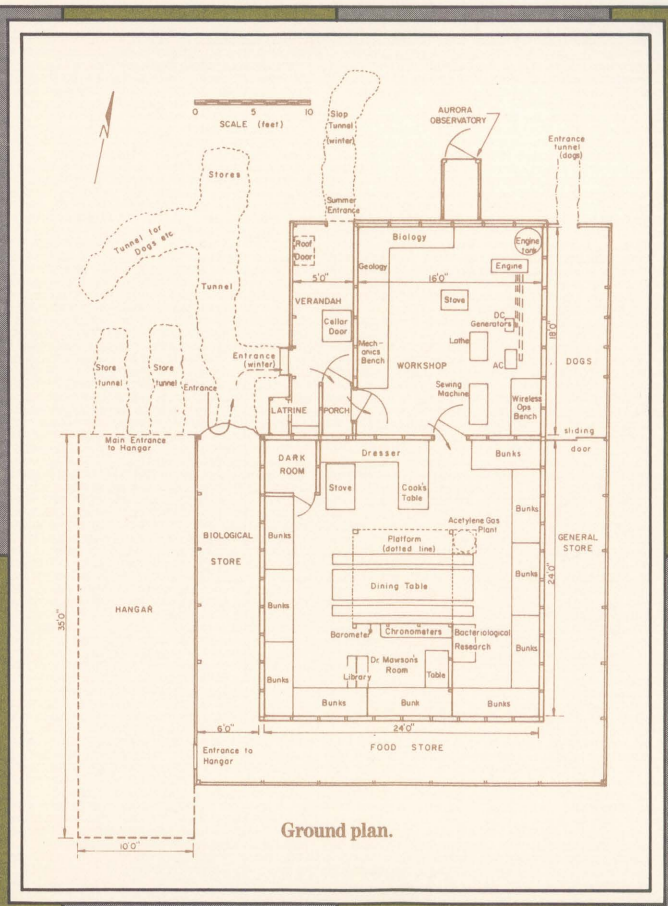 N
0 5 10
SCALE (feet)
Slop
Tunnel
(winter)
AURORA
OBSERVATORY
Entrance
tunnel
(dogs)
Stores
Summer
Entrance
Tunnel for
Dogs etc
Tunnel
Roof
Door
5'0"
VERANDAH
Cellar
Door
Biology
Geology
16'0"
Engine
tank
Engine
Stove
DC
Generators
Lathe
AC
18'0"
DOGS
Mech-
anics
Bench
WORKSHOP
Sewing
Machine
Wireless
Ops
Bench
Store
tunnel
Store
tunnel
Entrance
(winter)
Entrance
LATRINE
PORCH
sliding
door
Main Entrance
to Hangar
DARK
ROOM
Dresser
Bunks
Stove
Cook's
Table
Bunks
BIOLOGICAL
STORE
Bunks
Platform
(dotted line)
Acetylene Gas
Plant
GENERAL
STORE
Bunks
24'0"
Dining Table
HANGAR
35'0"
Bunks
Barometer
Chronometers
Bacteriological
Research
Bunks
Dr. Mawson's
Room
Library
Table
Bunks
Bunks
Bunk
Bunks
6'0"
24'0"
Entrance to
Hangar
FOOD STORE
Ground plan.
10'0"